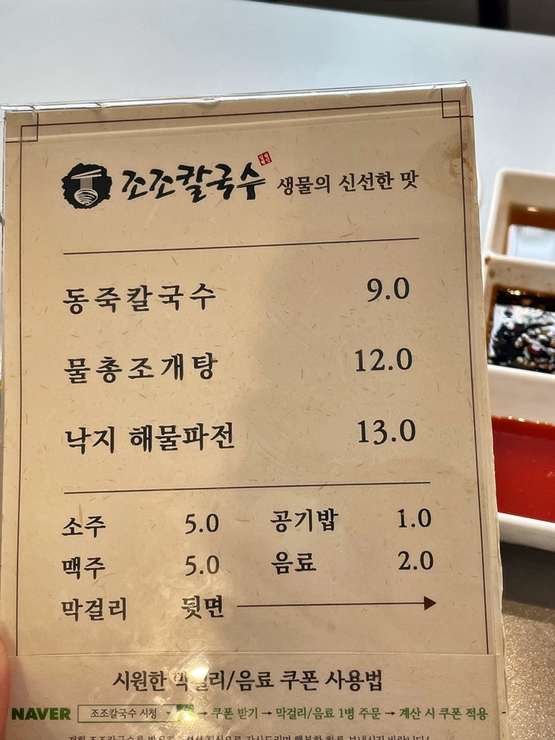 조조칼국수 생물의 신선한 맛
동죽칼국수 9.0
물총조개탕 12.0
낙지 해물파전 13.0
소주 5.0 공기밥 1.0
맥주 5.0 음료 2.0
막걸리 뒷면
시원한 막걸리/음료 쿠폰 사용법
NAVER 조조칼국수 시청 → 쿠폰 받기 → 막걸리/음료 1병 주문 → 계산 시 쿠폰 적용